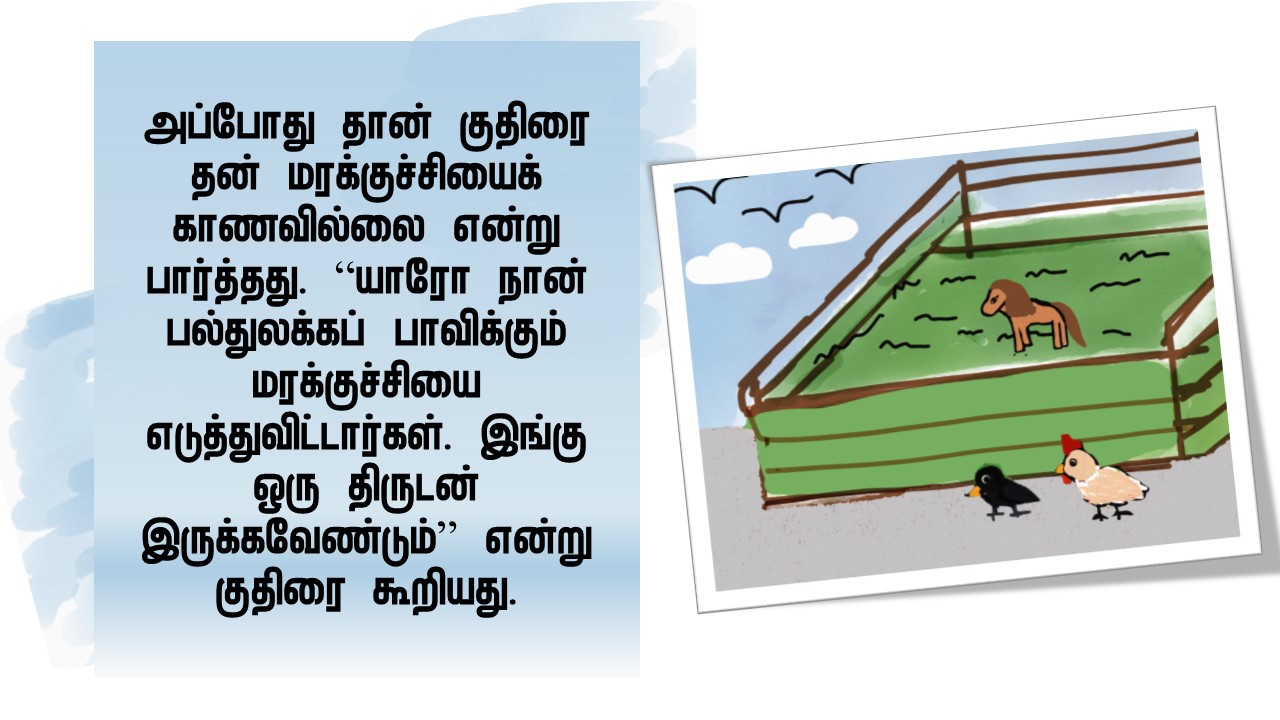 அப்போது தான் குதிரை
தன் மரக்குச்சியைக்
காணவில்லை என்று
பார்த்தது. “யாரோ நான்
பல்துலக்கப் பாவிக்கும்
மரக்குச்சியை
எடுத்துவிட்டார்கள். இங்கு
ஒரு திருடன்
இருக்கவேண்டும்” என்று
குதிரை கூறியது.